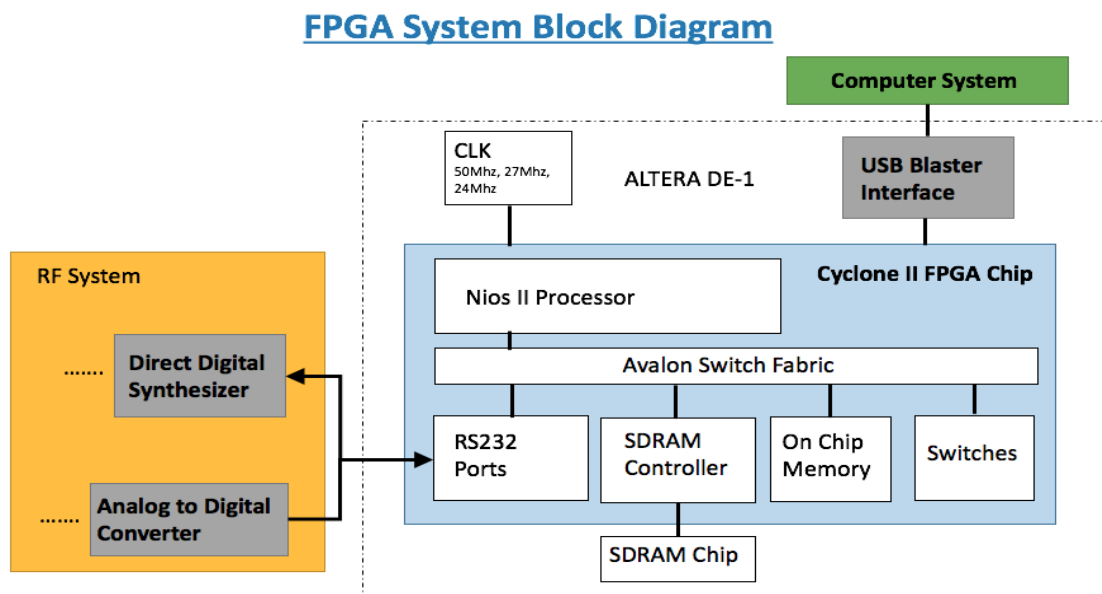 FPGA System Block Diagram
Computer System
CLK
50Mhz, 27Mhz,
24Mhz
ALTERA DE-1
USB Blaster
Interface
RF System
Cyclone II FPGA Chip
Nios II Processor
Direct Digital
Synthesizer
.......
Avalon Switch Fabric
RS232
Ports
SDRAM
Controller
On Chip
Memory
Switches
Analog to Digital
Converter
.......
SDRAM Chip